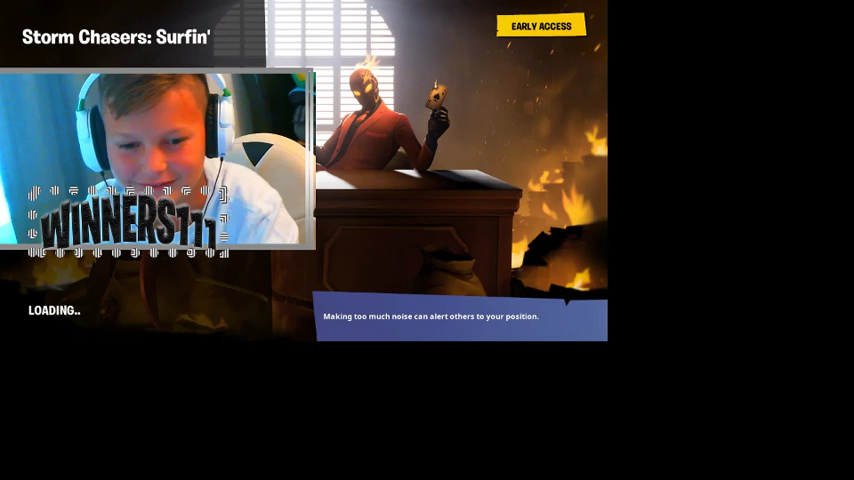 Storm Chasers: Surfin'
EARLY ACCESS
WINNERS111
LOADING..
Making too much noise can alert others to your position.